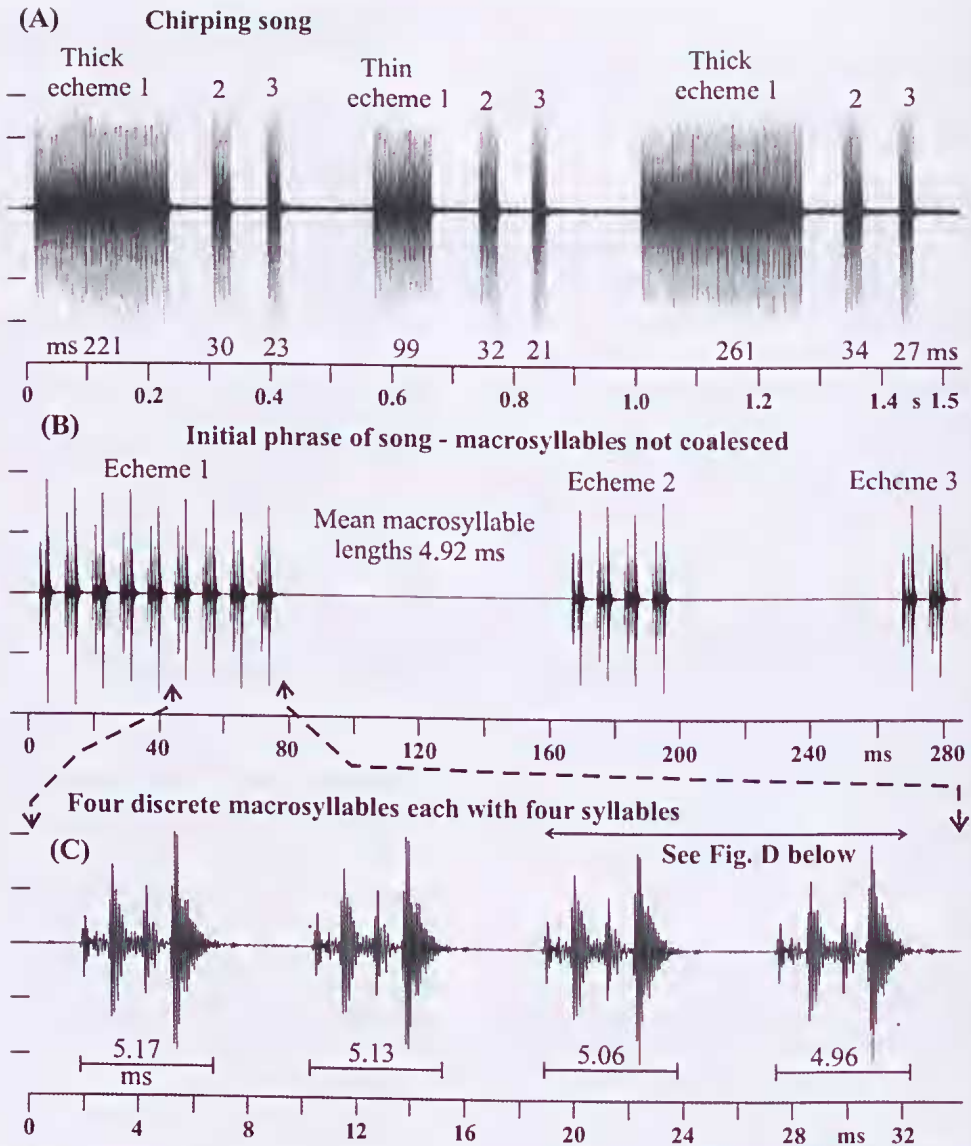 (A)
Chirping song
Thick
echeme 1
2
3
Thin
echeme 1
2
3
Thick
echeme 1
2
3
ms 221
30
23
99
32
21
261
34
27 ms
0
0.2
0.4
0.6
0.8
1.0
1.2
1.4
s
1.5
(B)
Initial phrase of song - macrosyllables not coalesced
Echeme 1
Echeme 2
Echeme 3
Mean macrosyllable
lengths 4.92 ms
0
40
80
120
160
200
240
ms
280
Four discrete macrosyllables each with four syllables
(C)
See Fig. D below
5.17
ms
5.13
5.06
4.96
0
4
8
12
16
20
24
28
ms
32